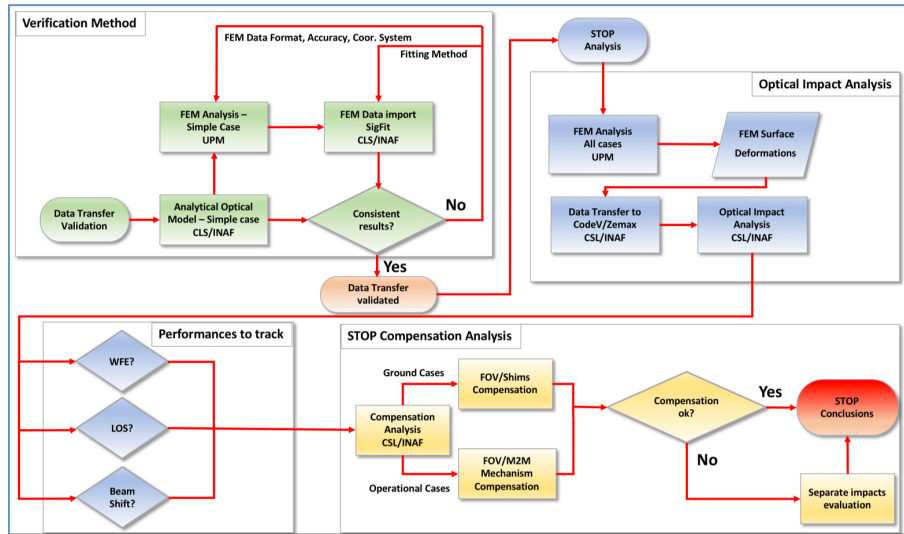 Verification Method
FEM Data Format, Accuracy, Coor. System
Fitting Method
FEM Analysis –
Simple Case
UPM
FEM Data import
SigFit
CLS/INAF
Data Transfer
Validation
Analytical Optical
Model – Simple case
CLS/INAF
Consistent
results?
No
Yes
Data Transfer
validated
STOP
Analysis
Optical Impact Analysis
FEM Analysis
All cases
UPM
FEM Surface
Deformations
Data Transfer to
CodeV/Zemax
CSL/INAF
Optical Impact
Analysis
CSL/INAF
Performances to track
WFE?
LOS?
Beam
Shift?
STOP Compensation Analysis
Ground Cases
FOV/Shims
Compensation
Compensation
Analysis
CSL/INAF
Operational Cases
FOV/M2M
Mechanism
Compensation
Compensation
ok?
Yes
No
STOP
Conclusions
Separate impacts
evaluation